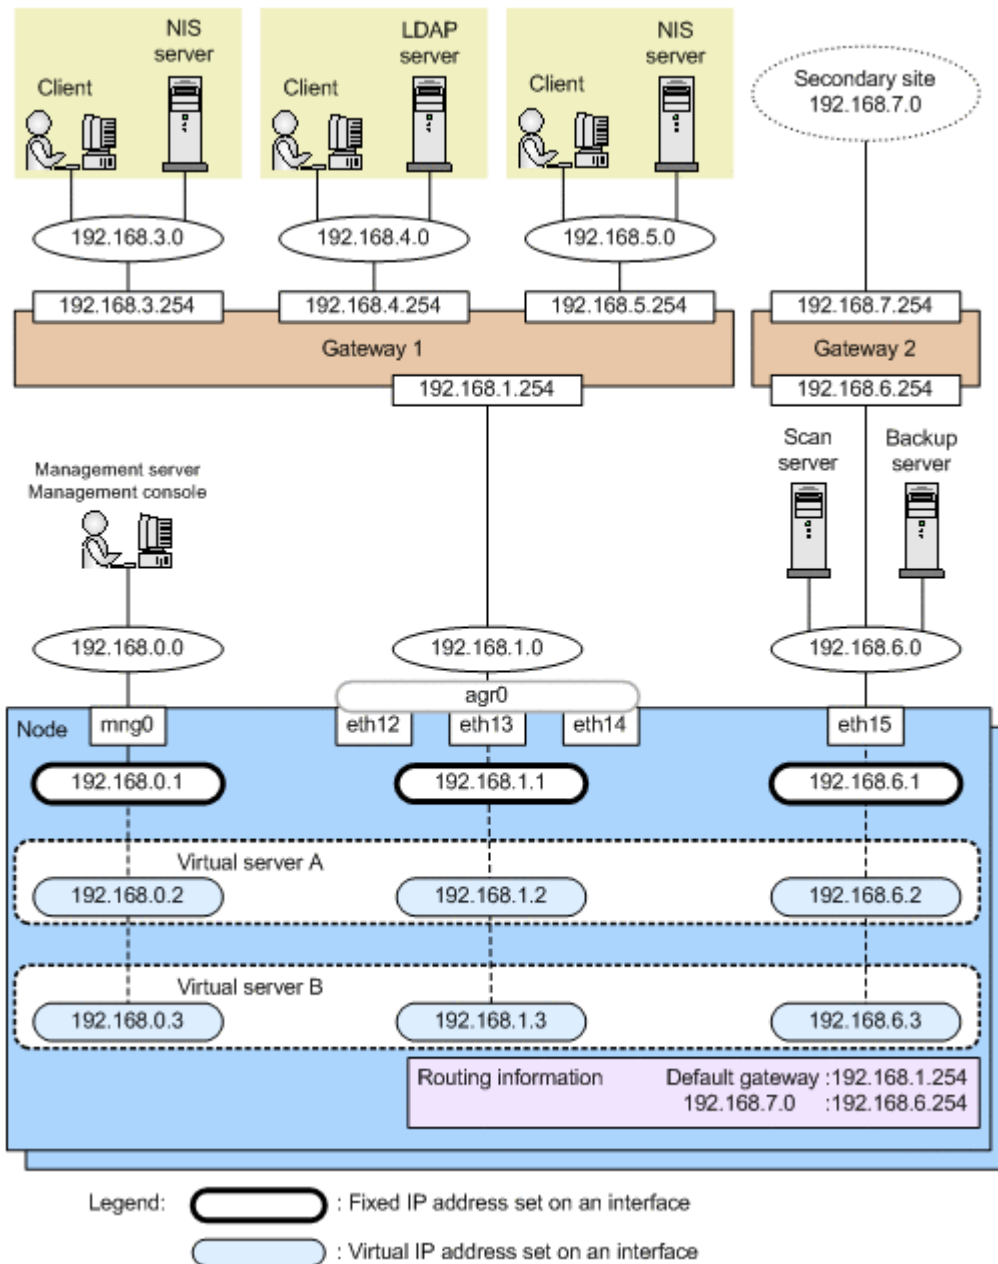 NIS
server
LDAP
server
NIS
server
Client
Client
Client
Secondary site
192.168.7.0
192.168.3.0
192.168.4.0
192.168.5.0
192.168.3.254
192.168.4.254
192.168.5.254
192.168.7.254
Gateway 1
Gateway 2
192.168.1.254
192.168.6.254
Scan
server
Backup
server
Management server
Management console
192.168.0.0
192.168.1.0
192.168.6.0
agr0
Node
mng0
eth12
eth13
eth14
eth15
192.168.0.1
192.168.1.1
192.168.6.1
Virtual server A
192.168.0.2
192.168.1.2
192.168.6.2
Virtual server B
192.168.0.3
192.168.1.3
192.168.6.3
Routing information Default gateway :192.168.1.254
192.168.7.0 :192.168.6.254
Legend: : Fixed IP address set on an interface
: Virtual IP address set on an interface